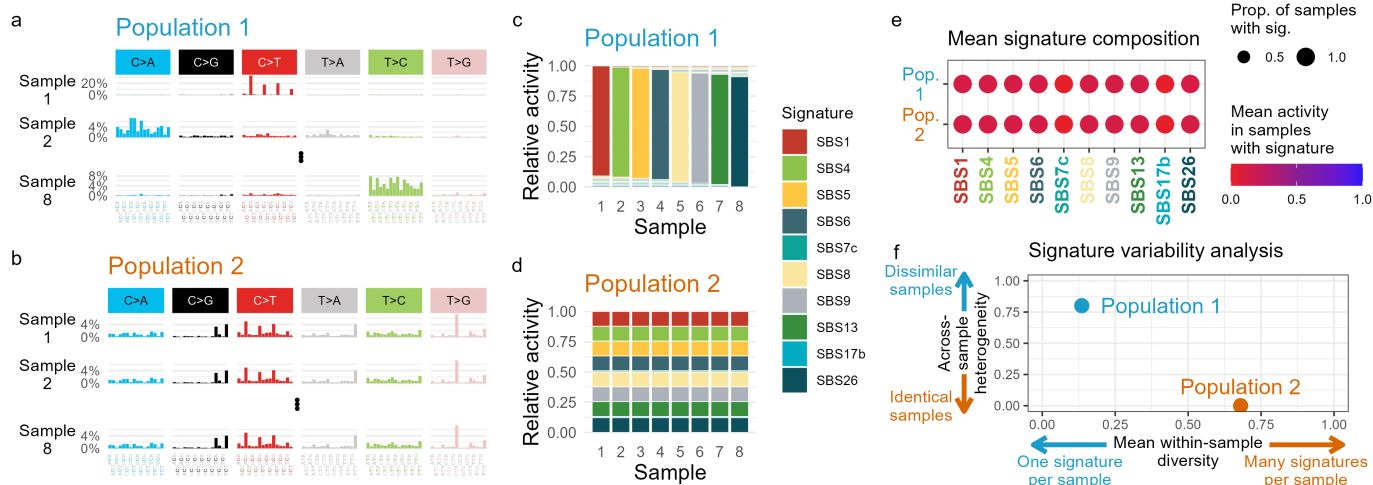 a
Population 1
C>A C>G C>T T>A T>C T>G
Sample
1
20%
0%
Sample
2
4%
0%
Sample
8
8%
4%
0%
b
Population 2
C>A C>G C>T T>A T>C T>G
Sample
1
4%
0%
Sample
2
4%
0%
Sample
8
4%
0%
c
Population 1
Relative activity
1.00
0.75
0.50
0.25
0.00
1 2 3 4 5 6 7 8
Sample
d
Population 2
Relative activity
1.00
0.75
0.50
0.25
0.00
1 2 3 4 5 6 7 8
Sample
Signature
SBS1
SBS4
SBS5
SBS6
SBS7c
SBS8
SBS9
SBS13
SBS17b
SBS26
e
Mean signature composition
Pop.
1
Pop.
2
SBS1
SBS4
SBS5
SBS6
SBS7c
SBS8
SBS9
SBS13
SBS17b
SBS26
Prop. of samples
with sig.
0.5 1.0
Mean activity
in samples
with signature
0.0 0.5 1.0
f
Signature variability analysis
Dissimilar
samples
Identical
samples
Across-
sample
heterogeneity
1.00
0.75
0.50
0.25
0.00
Population 1
Population 2
0.00 0.25 0.50 0.75 1.00
Mean within-sample
diversity
One signature
per sample
Many signatures
per sample